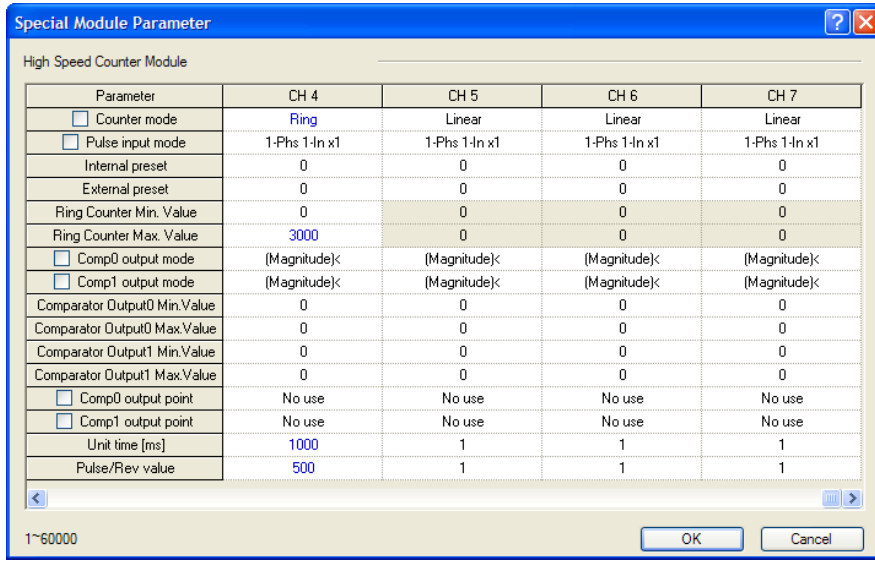 Special Module Parameter
High Speed Counter Module
Parameter CH 4 CH 5 CH 6 CH 7
Counter mode Ring Linear Linear Linear
Pulse input mode 1-Phs 1-In x1 1-Phs 1-In x1 1-Phs 1-In x1 1-Phs 1-In x1
Internal preset 0 0 0 0
External preset 0 0 0 0
Ring Counter Min. Value 0 0 0 0
Ring Counter Max. Value 3000 0 0 0
Comp0 output mode (Magnitude)< (Magnitude)< (Magnitude)< (Magnitude)<
Comp1 output mode (Magnitude)< (Magnitude)< (Magnitude)< (Magnitude)<
Comparator Output0 Min.Value 0 0 0 0
Comparator Output0 Max.Value 0 0 0 0
Comparator Output1 Min.Value 0 0 0 0
Comparator Output1 Max.Value 0 0 0 0
Comp0 output point No use No use No use No use
Comp1 output point No use No use No use No use
Unit time [ms] 1000 1 1 1
Pulse/Rev value 500 1 1 1
1~60000 OK Cancel